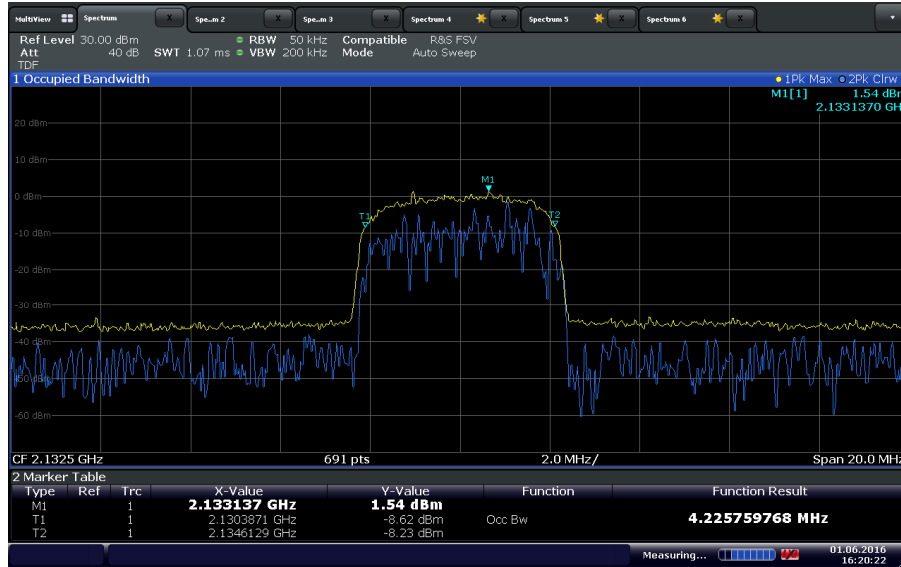 MultiView Spectrum X Spe...m 2 X Spe...m 3 X Spectrum 4 X Spectrum 5 X Spectrum 6 X
Ref Level 30.00 dBm RBW 50 kHz Compatible R&S FSV
Att 40 dB SWT 1.07 ms VBW 200 kHz Mode Auto Sweep
TDF
1 Occupied Bandwidth 1Pk Max 2Pk Clrw
M1[1] 1.54 dBm
2.1331370 GH
20 dBm
10 dBm
M1
0 dBm
T1 T2
-10 dBm
-20 dBm
-30 dBm
-40 dBm
-50 dBm
-60 dBm
CF 2.1325 GHz 691 pts 2.0 MHz/ Span 20.0 MHz
2 Marker Table
Type Ref Trc X-Value Y-Value Function Function Result
M1 1 2.133137 GHz 1.54 dBm
T1 1 2.1303871 GHz -8.62 dBm Occ Bw 4.225759768 MHz
T2 1 2.1346129 GHz -8.23 dBm
Measuring... 01.06.2016
16:20:22